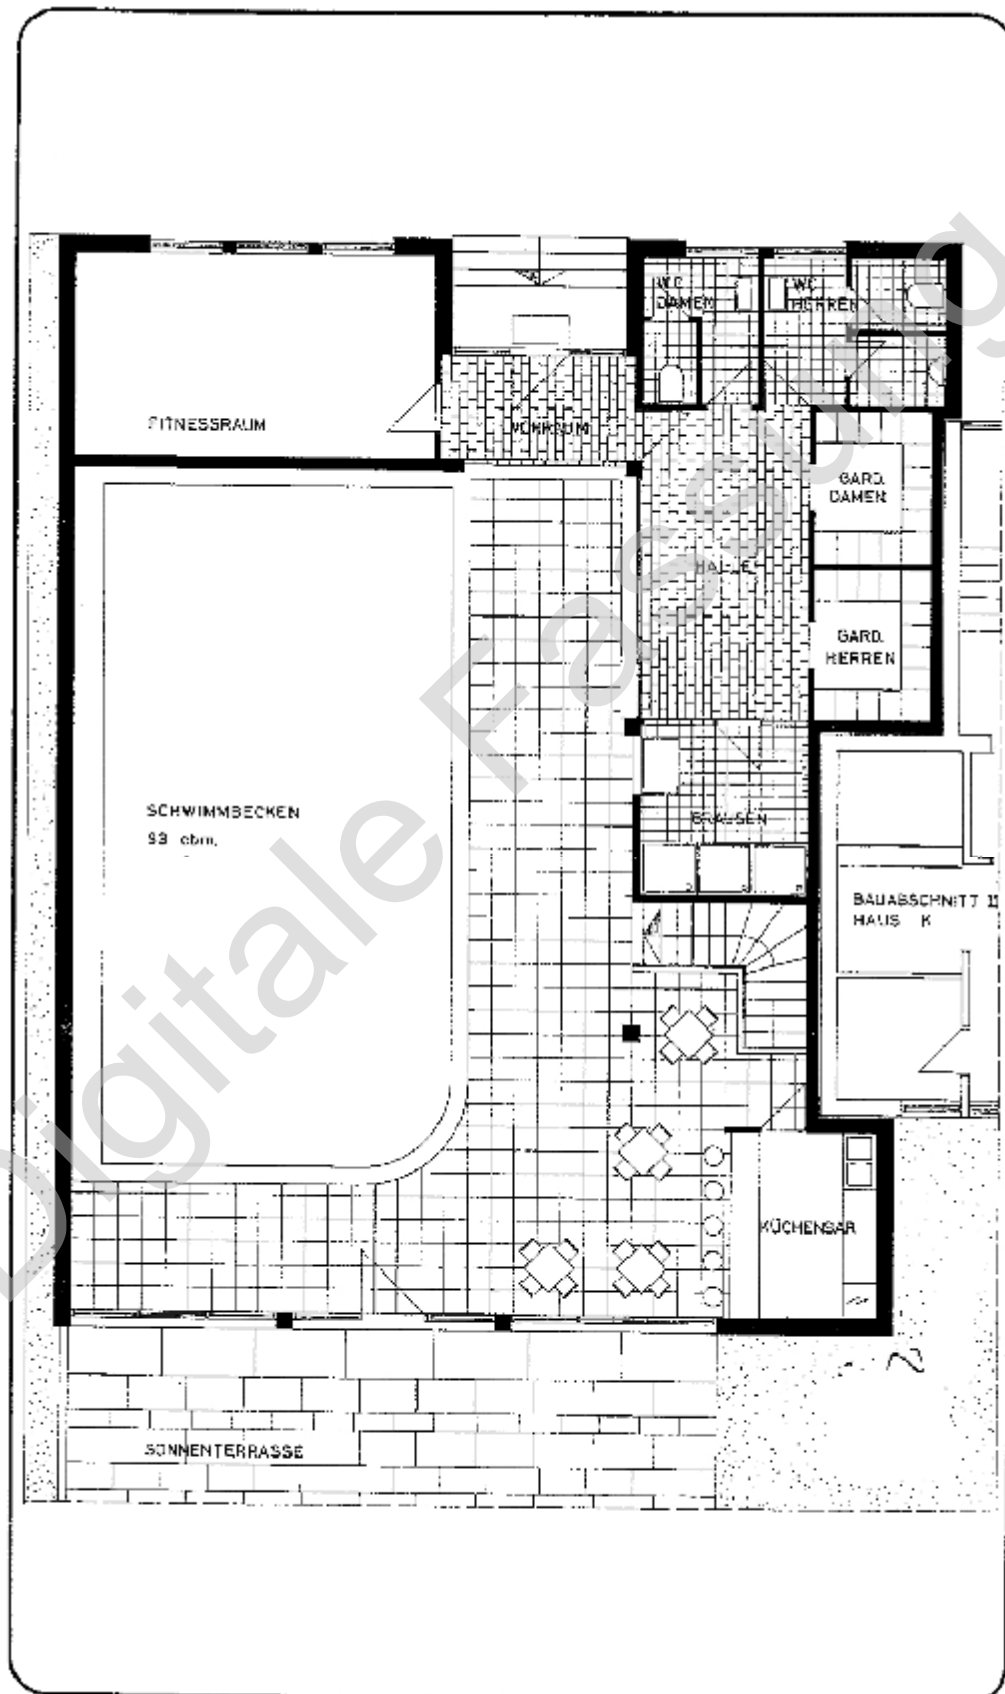 WC
DAMEN
WC
HERREN
FITNESSRAUM
VORRAUM
GARD.
DAMEN
HALLE
GARD.
HERREN
SCHWIMMBECKEN
93 cbm.
BRAUSEN
BAUABSCHNITT II
HAUS K
KÜCHENBAR
SONNENTERRASSE
Digitale Fassung